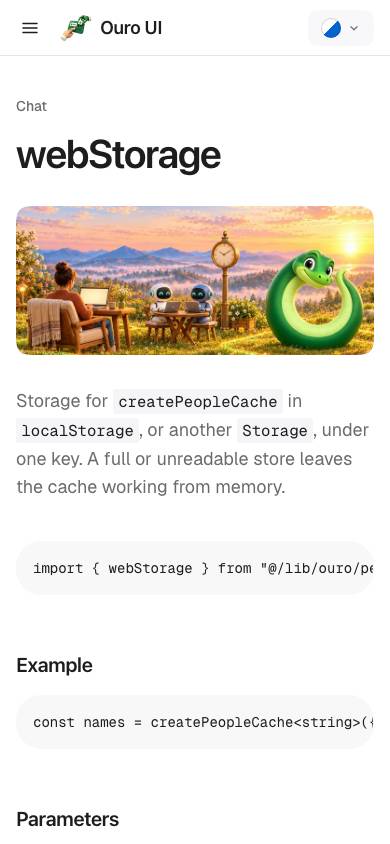 Ouro UI
Chat
webStorage
Storage for createPeopleCache in
localStorage, or another Storage, under
one key. A full or unreadable store leaves
the cache working from memory.
import { webStorage } from "@/lib/ouro/pe
Example
const names = createPeopleCache<string>({
Parameters